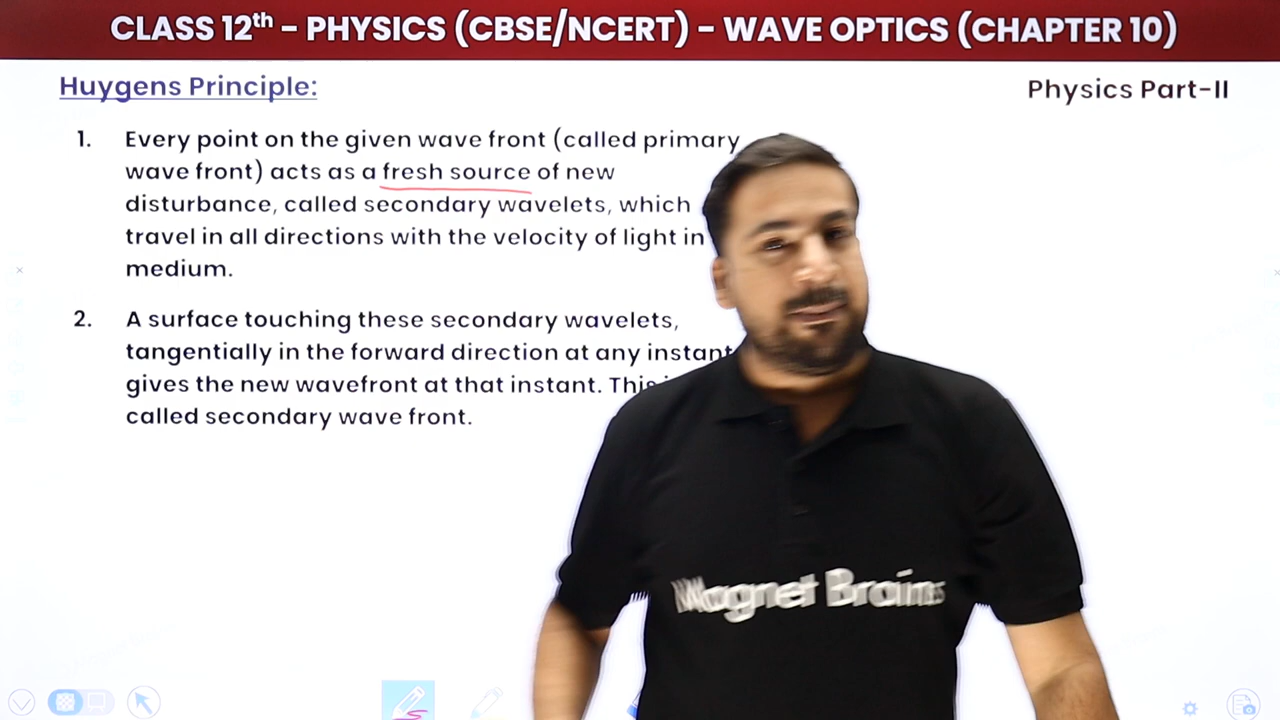 CLASS 12th - PHYSICS (CBSE/NCERT) - WAVE OPTICS (CHAPTER 10)
Huygens Principle:
Physics Part-II
1. Every point on the given wave front (called primary
wave front) acts as a fresh source of new
disturbance, called secondary wavelets, which
travel in all directions with the velocity of light in
medium.
2. A surface touching these secondary wavelets,
tangentially in the forward direction at any instant
gives the new wavefront at that instant. This
called secondary wave front.
Magnet Brains